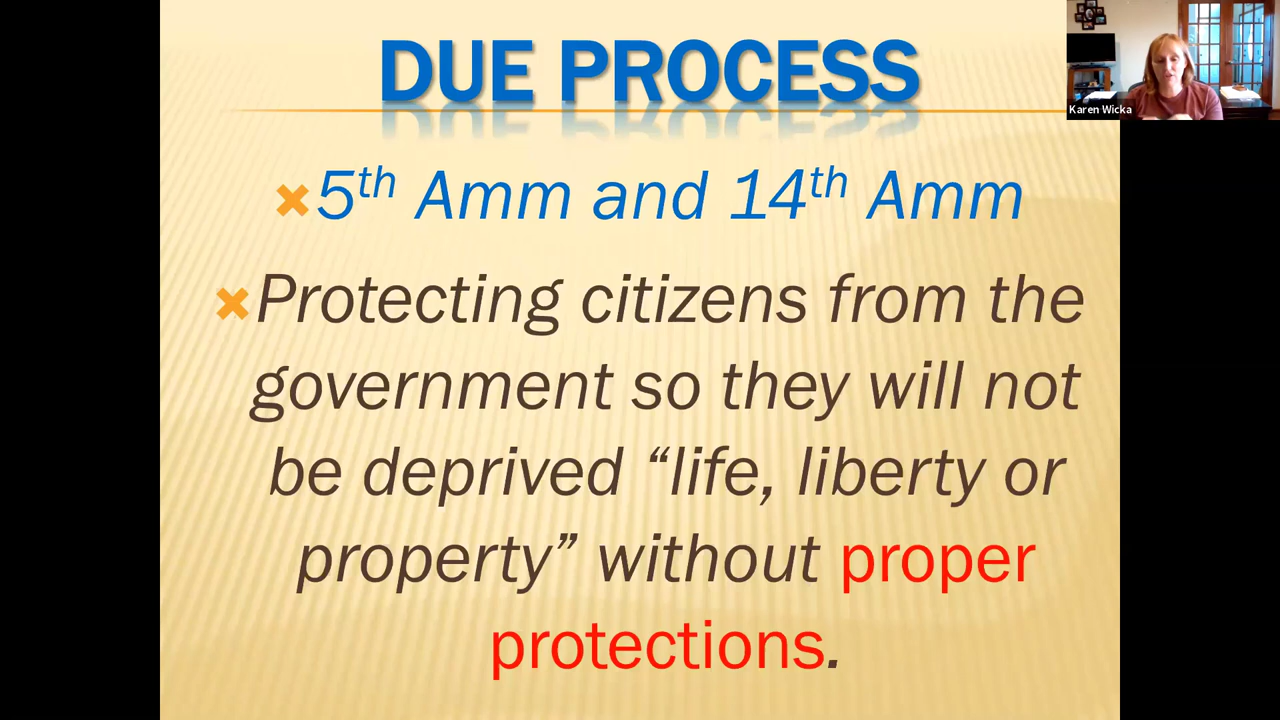 DUE PROCESS
Karen Wicka
5th Amm and 14th Amm
Protecting citizens from the
government so they will not
be deprived “life, liberty or
property” without proper
protections.